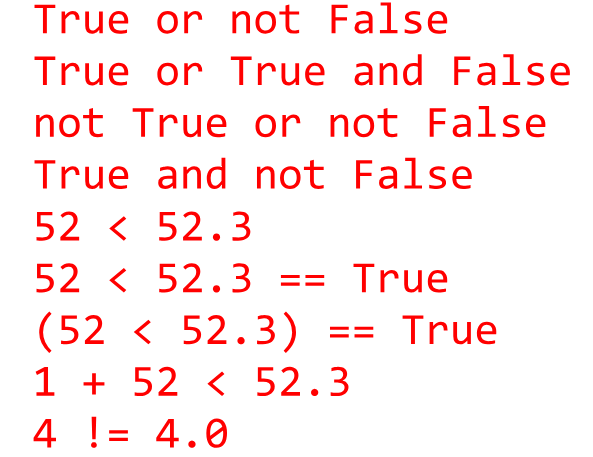 True or not False
True or True and False
not True or not False
True and not False
52 < 52.3
52 < 52.3 == True
(52 < 52.3) == True
1 + 52 < 52.3
4 != 4.0